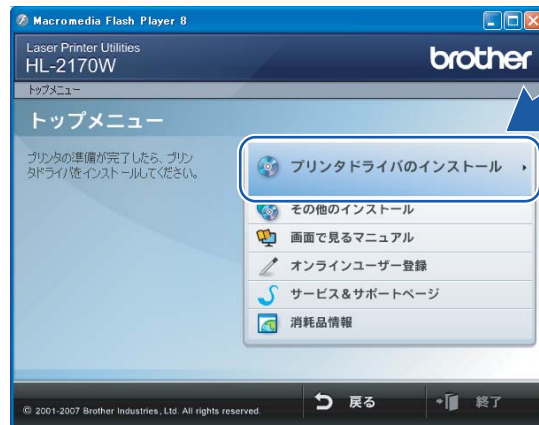 Macromedia Flash Player 8
Laser Printer Utilities
HL-2170W
brother
トップメニュー
トップメニュー
プリンタの準備が完了したら、プリン
タドライバをインストールしてください。
プリンタドライバのインストール
その他のインストール
画面で見るマニュアル
オンラインユーザー登録
サービス&サポートページ
消耗品情報
© 2001-2007 Brother Industries, Ltd. All rights reserved.
戻る
終了